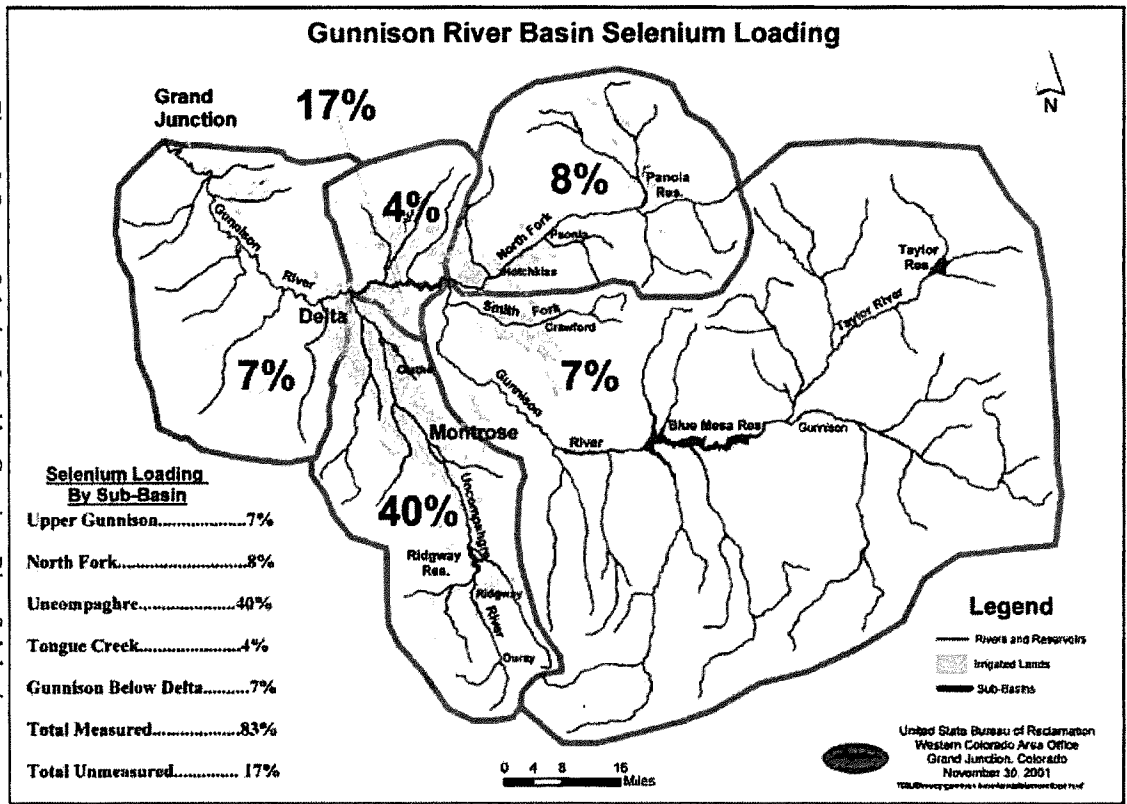 Gunnison River Basin Selenium Loading
N
Grand
Junction
17%
8%
4%
Paonia
Res.
Gunnison
River
North Fork
Paonia
Hotchkiss
Taylor
Res.
Taylor River
Smith Fork
Crawford
Delta
7%
7%
Olathe
Gunnison
River
Blue Mesa Res
Gunnison
Montrose
40%
Uncompahgre
River
Ridgway
Res.
Ridgway
Ouray
Selenium Loading
By Sub-Basin
Upper Gunnison....................7%
North Fork..............................8%
Uncompaghre.......................40%
Tongue Creek........................4%
Gunnison Below Delta..........7%
Total Measured....................83%
Total Unmeasured............. 17%
Legend
Rivers and Reservoirs
Irrigated Lands
Sub-Basins
0 4 8 16
Miles
United State Bureau of Reclamation
Western Colorado Area Office
Grand Junction, Colorado
November 30, 2001